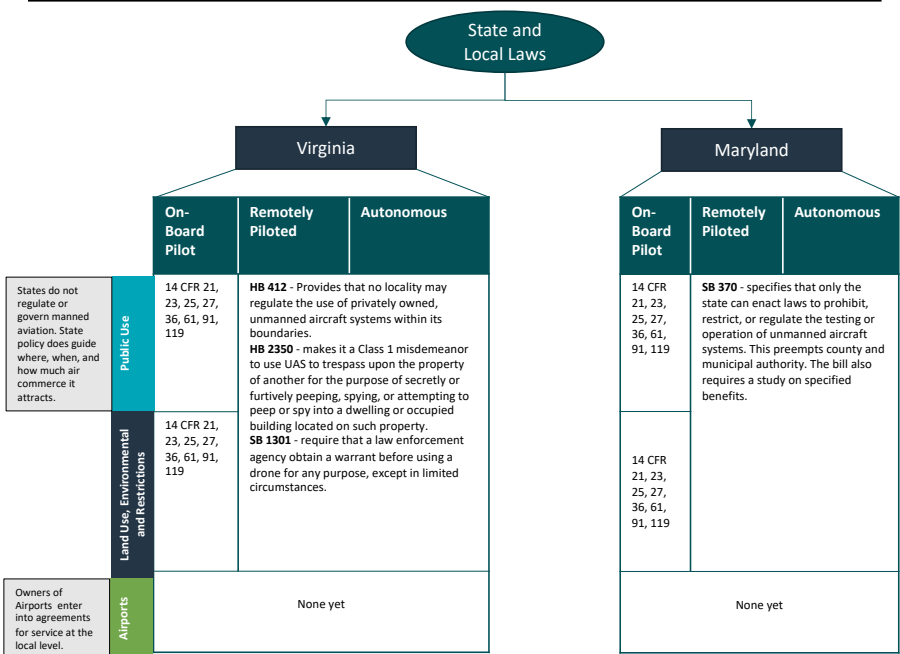 State and
Local Laws
Virginia
Maryland
On-
Board
Pilot
Remotely
Piloted
Autonomous
On-
Board
Pilot
Remotely
Piloted
Autonomous
States do not
regulate or
govern manned
aviation. State
policy does guide
where, when, and
how much air
commerce it
attracts.
Public Use
14 CFR 21,
23, 25, 27,
36, 61, 91,
119
HB 412 - Provides that no locality may
regulate the use of privately owned,
unmanned aircraft systems within its
boundaries.
HB 2350 - makes it a Class 1 misdemeanor
to use UAS to trespass upon the property
of another for the purpose of secretly or
furtively peeping, spying, or attempting to
peep or spy into a dwelling or occupied
building located on such property.
SB 1301 - require that a law enforcement
agency obtain a warrant before using a
drone for any purpose, except in limited
circumstances.
14 CFR
21, 23,
25, 27,
36, 61,
91, 119
SB 370 - specifies that only the
state can enact laws to prohibit,
restrict, or regulate the testing or
operation of unmanned aircraft
systems. This preempts county and
municipal authority. The bill also
requires a study on specified
benefits.
Land Use, Environmental
and Restrictions
14 CFR 21,
23, 25, 27,
36, 61, 91,
119
14 CFR
21, 23,
25, 27,
36, 61,
91, 119
Owners of
Airports enter
into agreements
for service at the
local level.
Airports
None yet
None yet